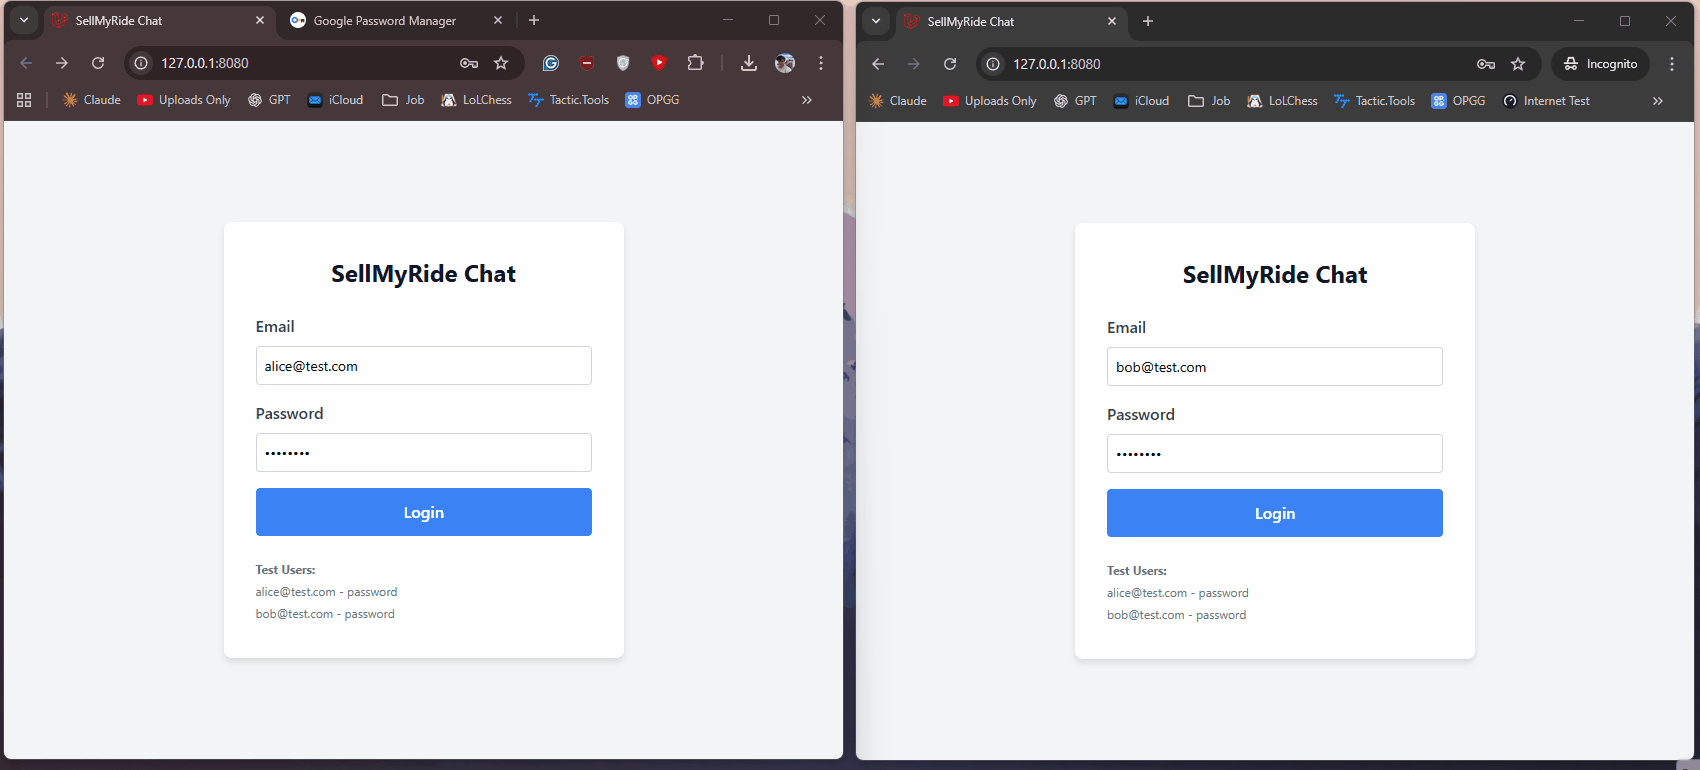 SellMyRide Chat
Google Password Manager
127.0.0.1:8080
Claude
Uploads Only
GPT
iCloud
Job
LoLChess
Tactic.Tools
OPGG
SellMyRide Chat
Email
alice@test.com
Password
••••••••
Login
Test Users:
alice@test.com - password
bob@test.com - password
SellMyRide Chat
127.0.0.1:8080
Incognito
Claude
Uploads Only
GPT
iCloud
Job
LoLChess
Tactic.Tools
OPGG
Internet Test
SellMyRide Chat
Email
bob@test.com
Password
••••••••
Login
Test Users:
alice@test.com - password
bob@test.com - password